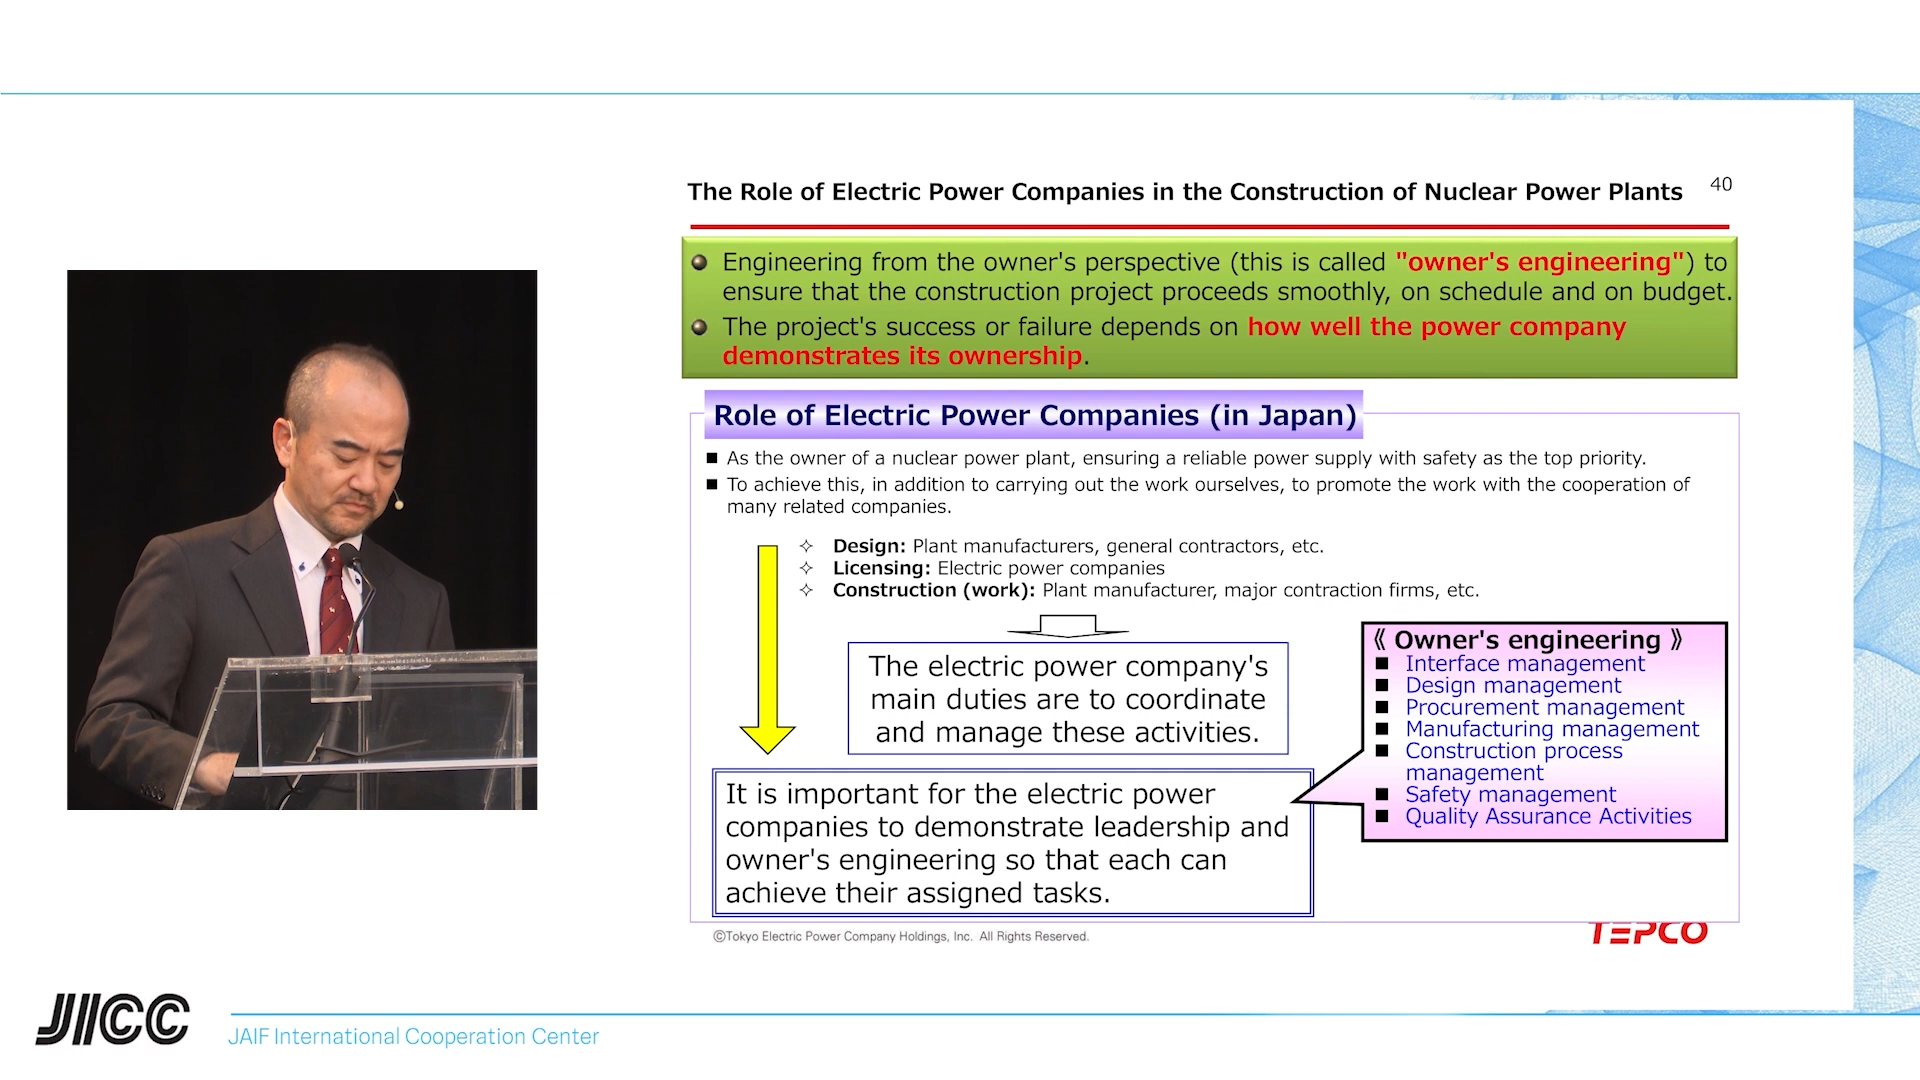 The Role of Electric Power Companies in the Construction of Nuclear Power Plants
40
Engineering from the owner's perspective (this is called "owner's engineering") to
ensure that the construction project proceeds smoothly, on schedule and on budget.
The project's success or failure depends on how well the power company
demonstrates its ownership.
Role of Electric Power Companies (in Japan)
■ As the owner of a nuclear power plant, ensuring a reliable power supply with safety as the top priority.
■ To achieve this, in addition to carrying out the work ourselves, to promote the work with the cooperation of
many related companies.
✧ Design: Plant manufacturers, general contractors, etc.
✧ Licensing: Electric power companies
✧ Construction (work): Plant manufacturer, major contraction firms, etc.
The electric power company's
main duties are to coordinate
and manage these activities.
It is important for the electric power
companies to demonstrate leadership and
owner's engineering so that each can
achieve their assigned tasks.
《 Owner's engineering 》
■ Interface management
■ Design management
■ Procurement management
■ Manufacturing management
■ Construction process
management
■ Safety management
■ Quality Assurance Activities
©Tokyo Electric Power Company Holdings, Inc. All Rights Reserved.
TEPCO
JICC
JAIF International Cooperation Center